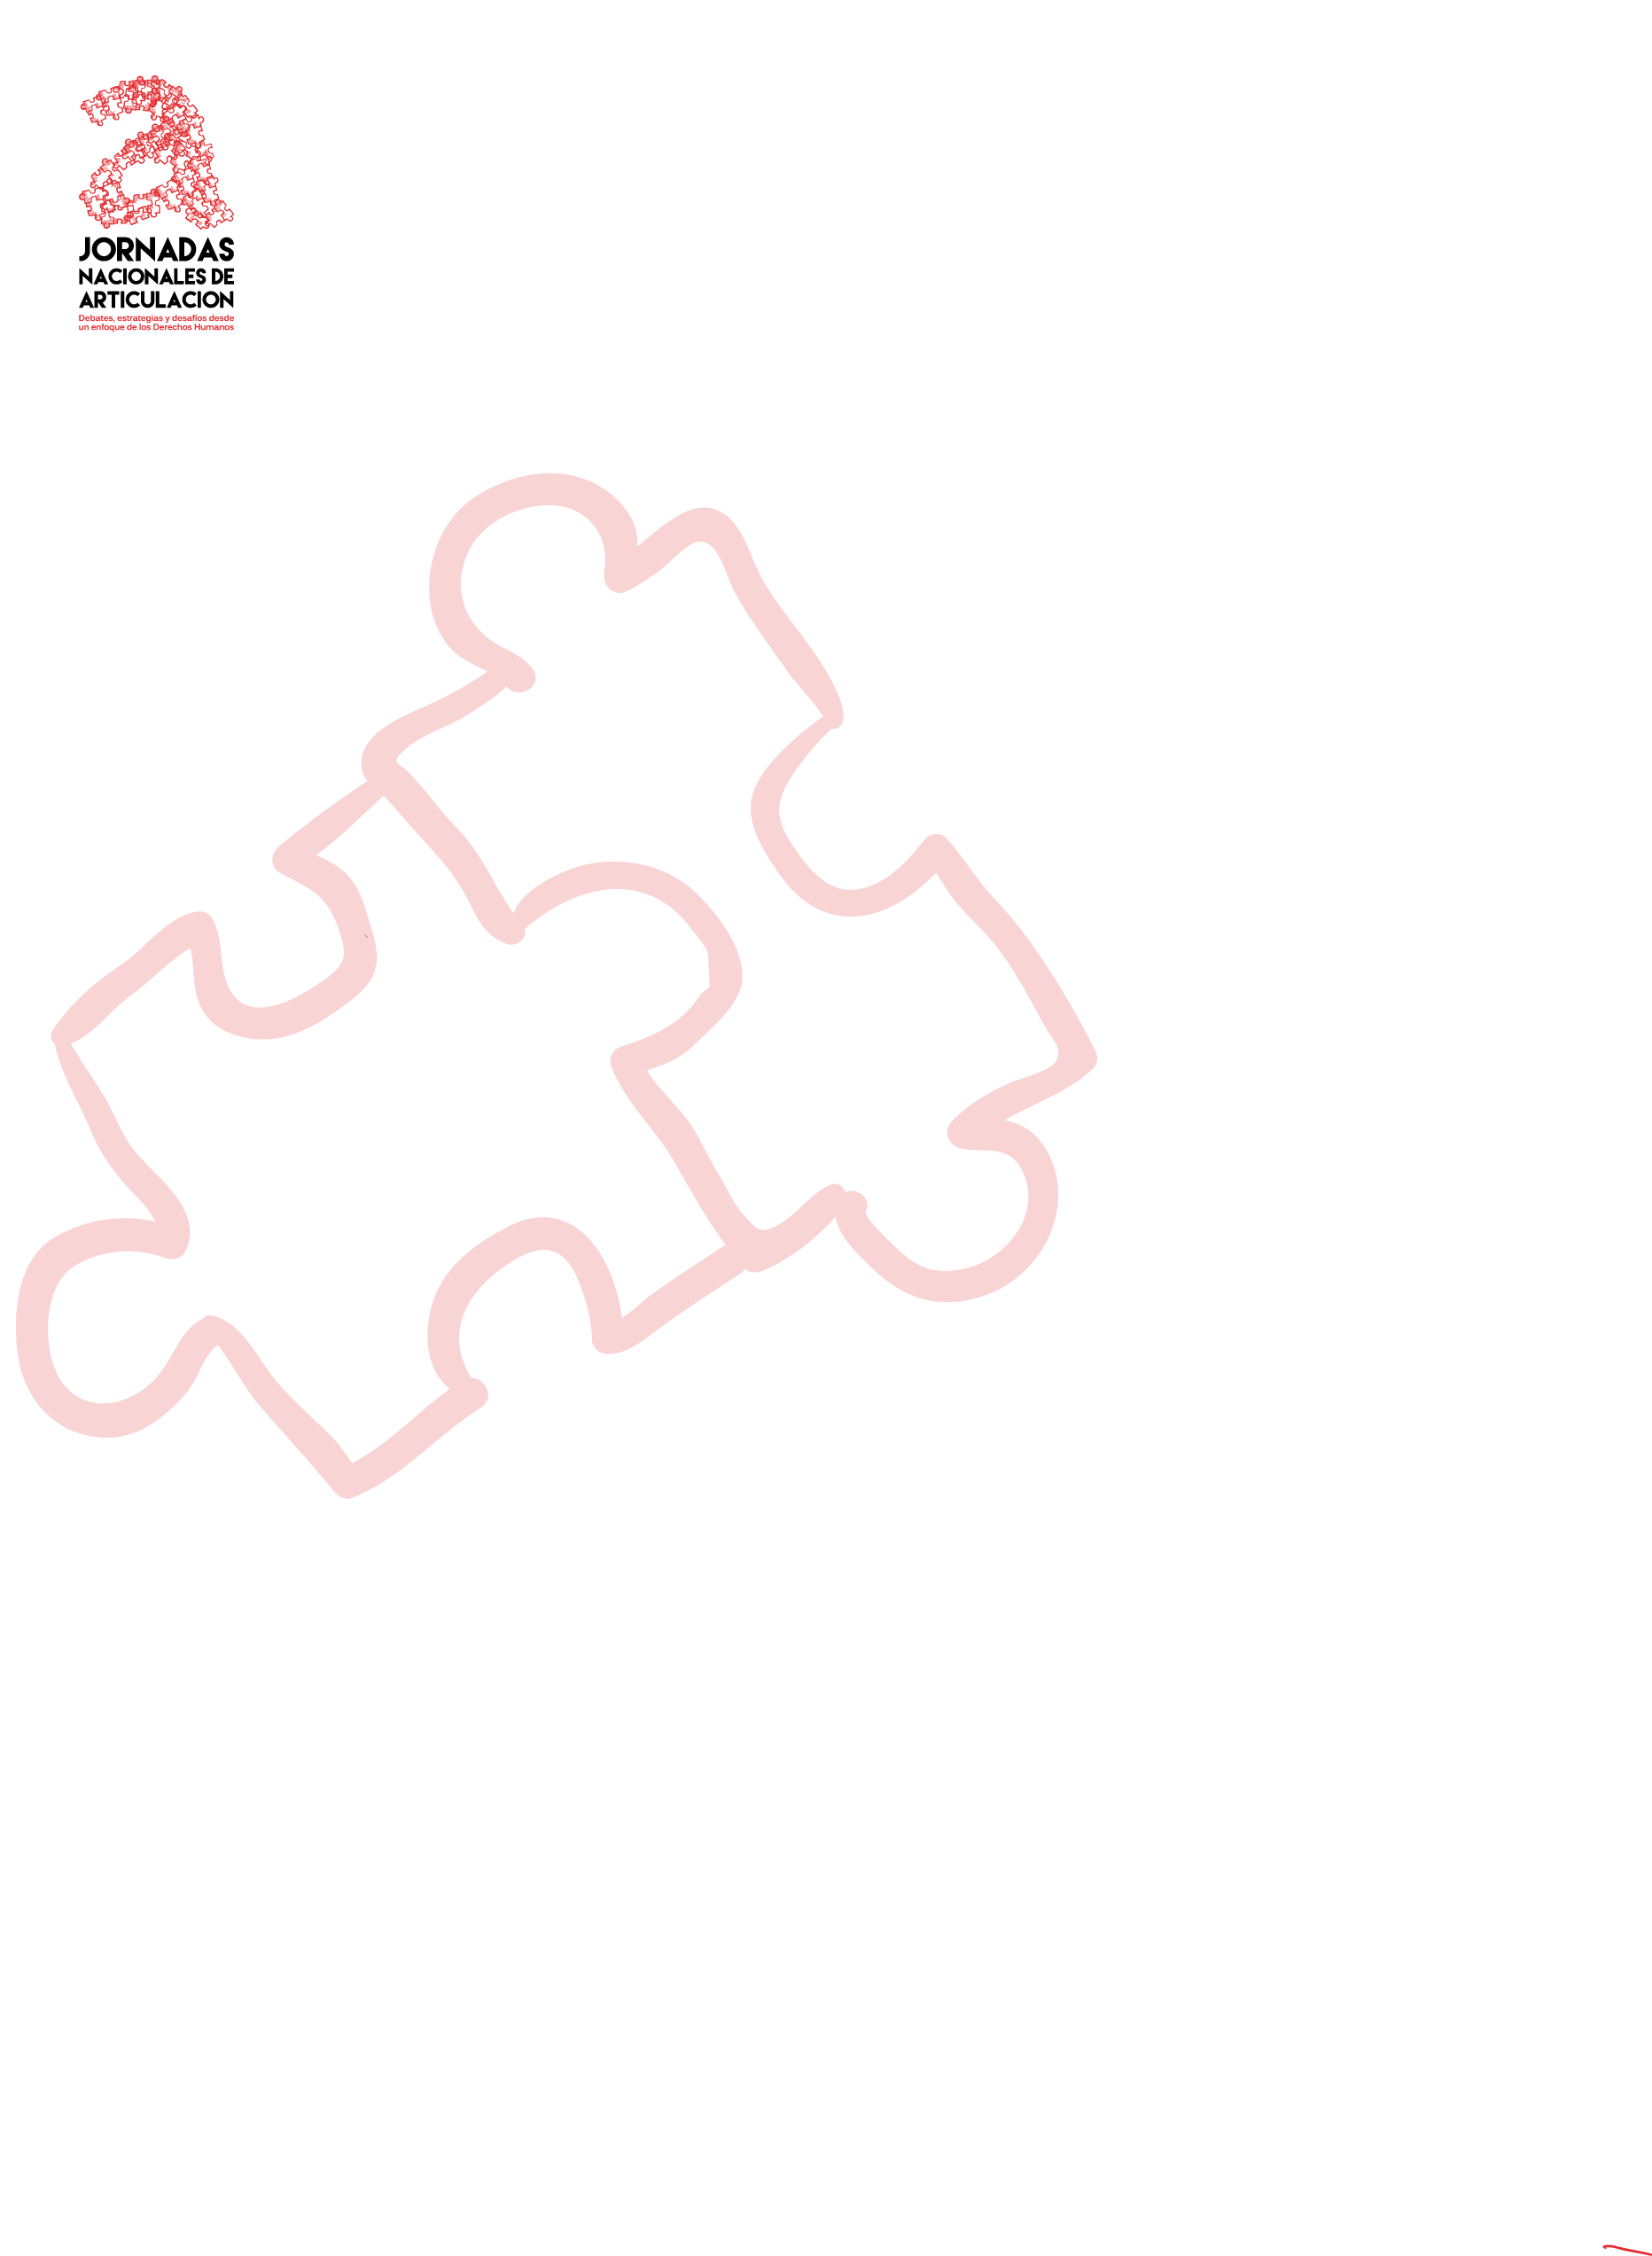 JORNADAS
NACIONALES DE
ARTICULACION
Debates, estrategias y desafíos desde
un enfoque de los Derechos Humanos